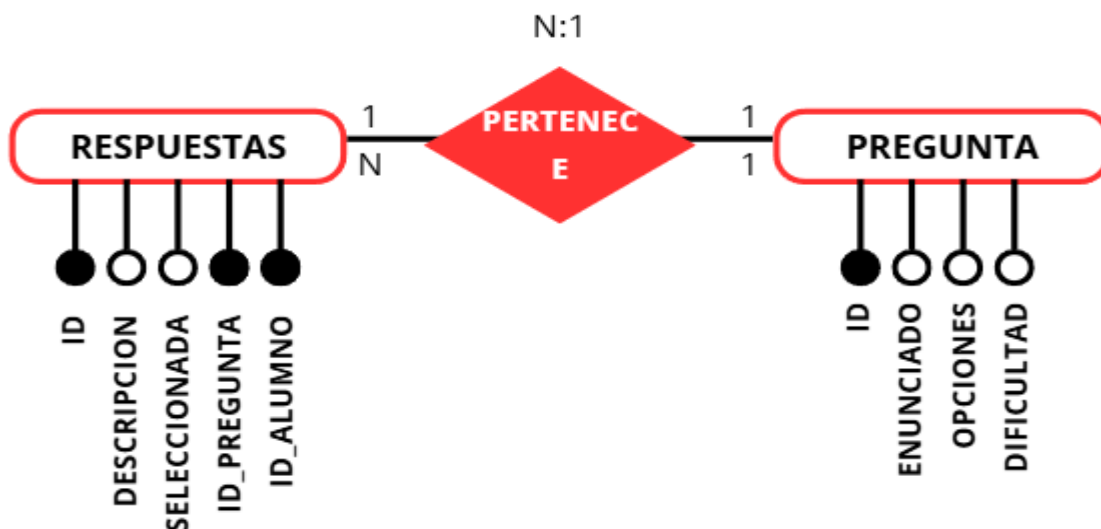 N:1
1
PERTENEC
1
RESPUESTAS
PREGUNTA
N
E
1
ID
DESCRIPCION
SELECCIONADA
ID_PREGUNTA
ID_ALUMNO
ID
ENUNCIADO
OPCIONES
DIFICULTAD